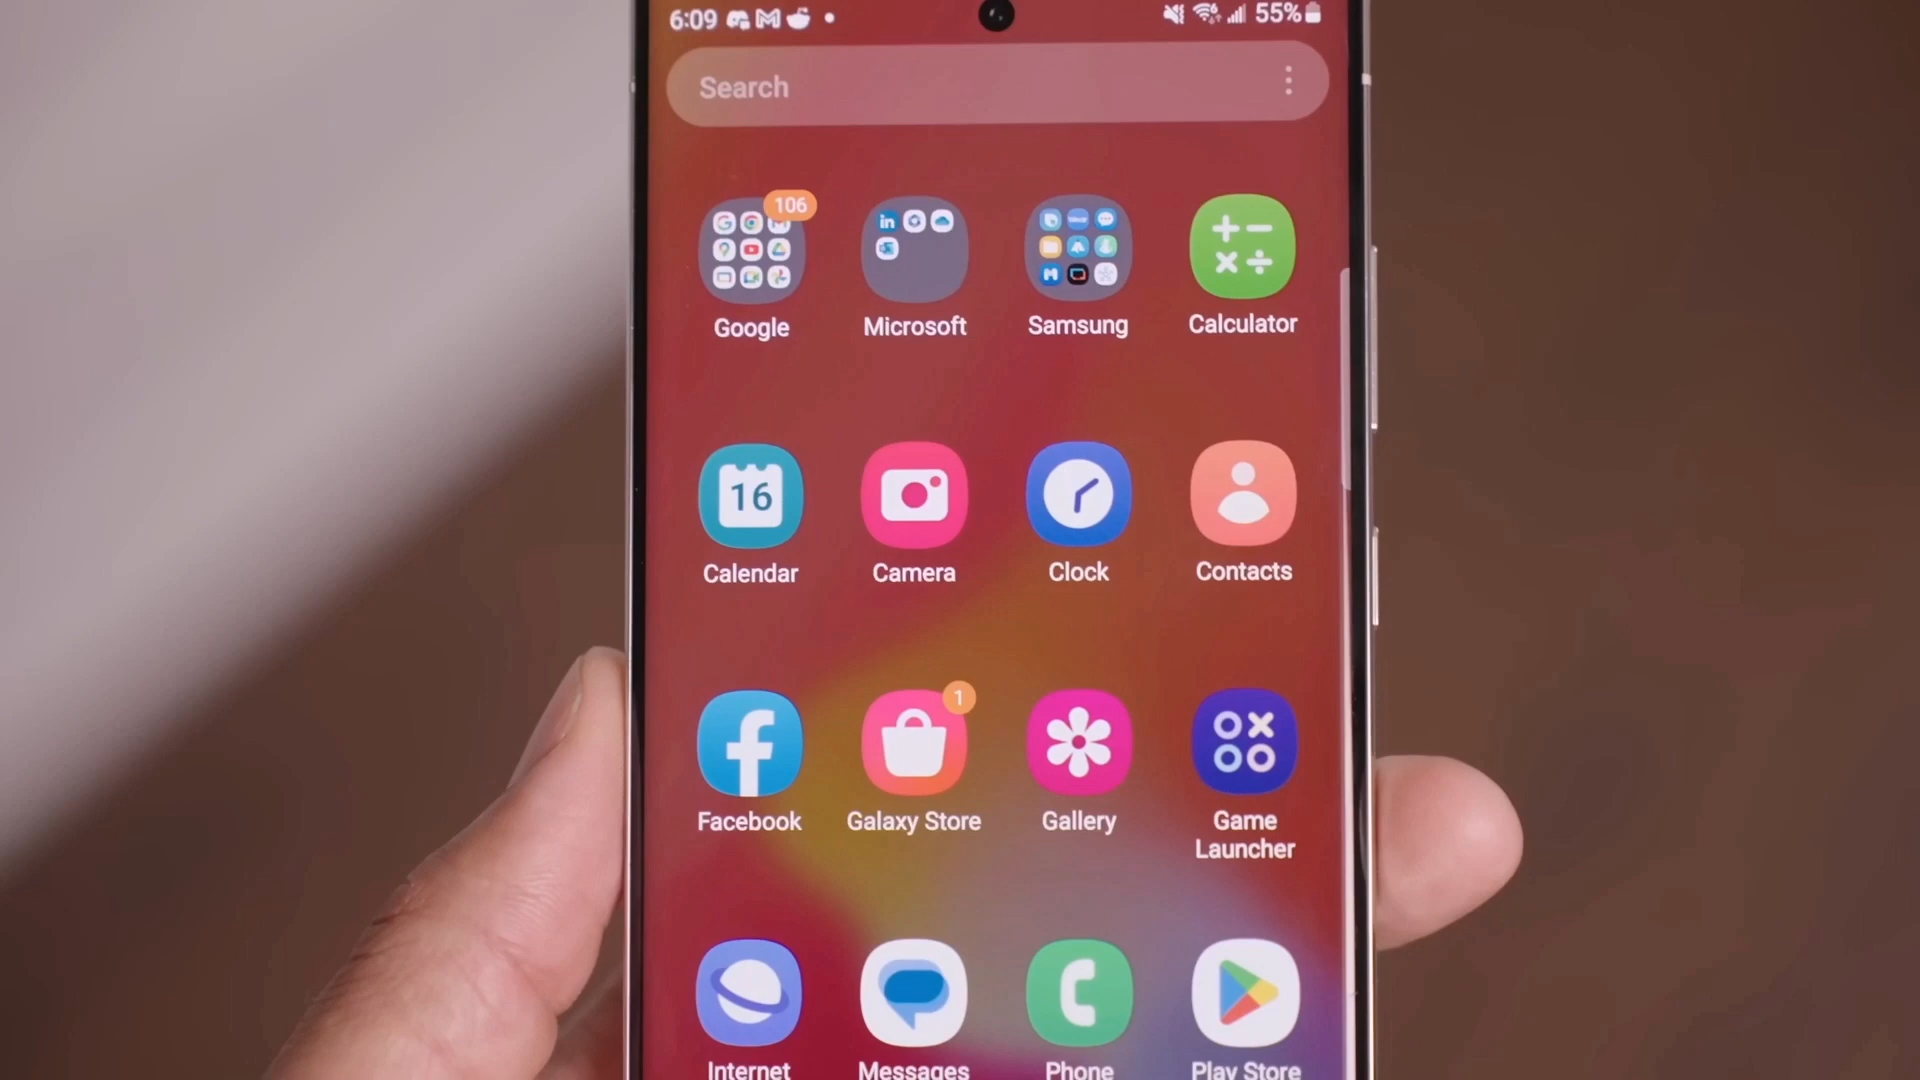 6:09
55%
Search
106
Google
Microsoft
Samsung
Calculator
16
Calendar
Camera
Clock
Contacts
1
Facebook
Galaxy Store
Gallery
Game
Launcher
Internet
Messages
Phone
Play Store